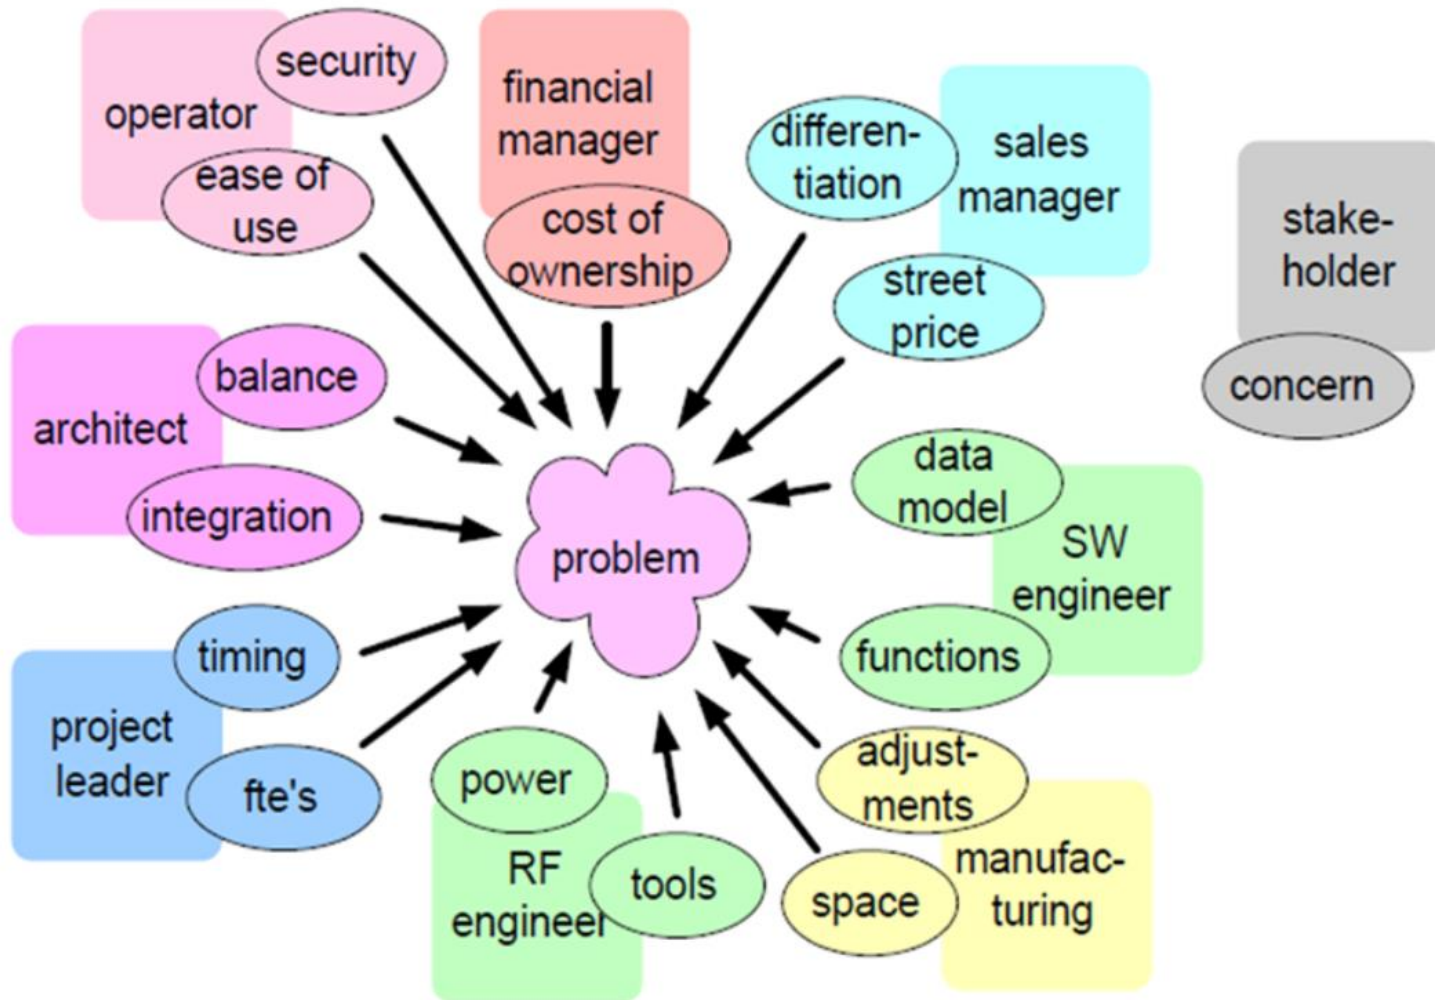 security
operator
ease of
use
financial
manager
cost of
ownership
differen-
tiation
sales
manager
street
price
stake-
holder
concern
balance
architect
integration
problem
data
model
SW
engineer
functions
timing
project
leader
fte's
power
RF
engineer
tools
adjust-
ments
manufac-
turing
space